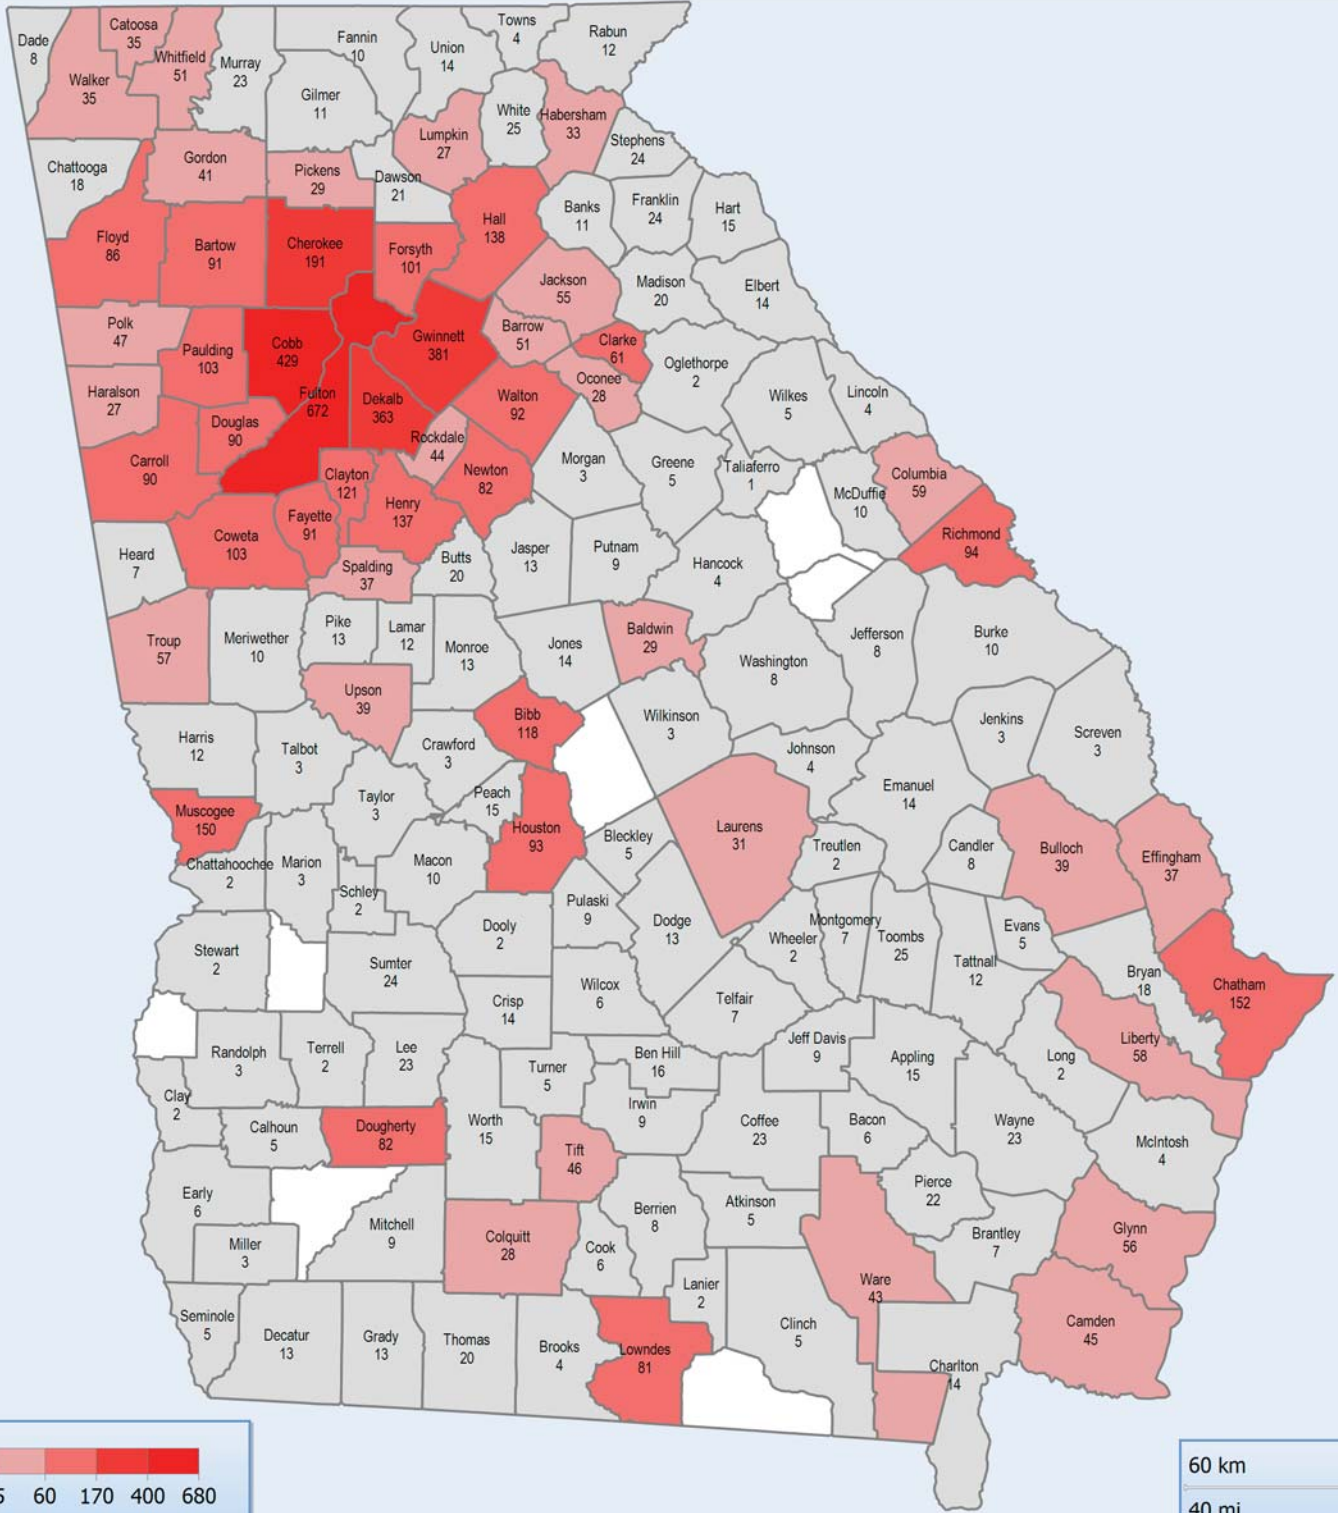 Dade
8
Walker
35
Catoosa
35
Whitfield
51
Murray
23
Fannin
10
Gilmer
11
Union
14
Towns
4
Rabun
12
White
25
Habersham
33
Lumpkin
27
Stephens
24
Chattooga
18
Gordon
41
Pickens
29
Dawson
21
Banks
11
Franklin
24
Hart
15
Floyd
86
Bartow
91
Cherokee
191
Forsyth
101
Hall
138
Jackson
55
Madison
20
Elbert
14
Polk
47
Paulding
103
Cobb
429
Fulton
672
Gwinnett
381
Barrow
51
Clarke
61
Oconee
28
Oglethorpe
2
Wilkes
5
Lincoln
4
Haralson
27
Douglas
90
Dekalb
363
Rockdale
44
Walton
92
Morgan
3
Greene
5
Taliaferro
1
McDuffie
10
Columbia
59
Richmond
94
Carroll
90
Clayton
121
Newton
82
Henry
137
Fayette
91
Coweta
103
Heard
7
Spalding
37
Butts
20
Jasper
13
Putnam
9
Hancock
4
Troup
57
Meriwether
10
Pike
13
Lamar
12
Monroe
13
Jones
14
Baldwin
29
Washington
8
Jefferson
8
Burke
10
Upson
39
Bibb
118
Wilkinson
3
Johnson
4
Jenkins
3
Screven
3
Harris
12
Talbot
3
Crawford
3
Taylor
3
Peach
15
Houston
93
Bleckley
5
Laurens
31
Emanuel
14
Treutlen
2
Candler
8
Bulloch
39
Effingham
37
Muscogee
150
Chattahoochee
2
Marion
3
Schley
2
Macon
10
Dooly
2
Pulaski
9
Dodge
13
Wheeler
2
Montgomery
7
Toombs
25
Tattnall
12
Evans
5
Bryan
18
Chatham
152
Stewart
2
Sumter
24
Crisp
14
Wilcox
6
Telfair
7
Jeff Davis
9
Appling
15
Long
2
Liberty
58
Randolph
3
Terrell
2
Lee
23
Turner
5
Ben Hill
16
Irwin
9
Coffee
23
Bacon
6
Wayne
23
McIntosh
4
Clay
2
Calhoun
5
Dougherty
82
Worth
15
Tift
46
Berrien
8
Atkinson
5
Pierce
22
Brantley
7
Glynn
56
Early
6
Miller
3
Mitchell
9
Colquitt
28
Cook
6
Lanier
2
Ware
43
Camden
45
Seminole
5
Decatur
13
Grady
13
Thomas
20
Brooks
4
Lowndes
81
Clinch
5
Charlton
14
60 170 400 680
60 km
40 mi